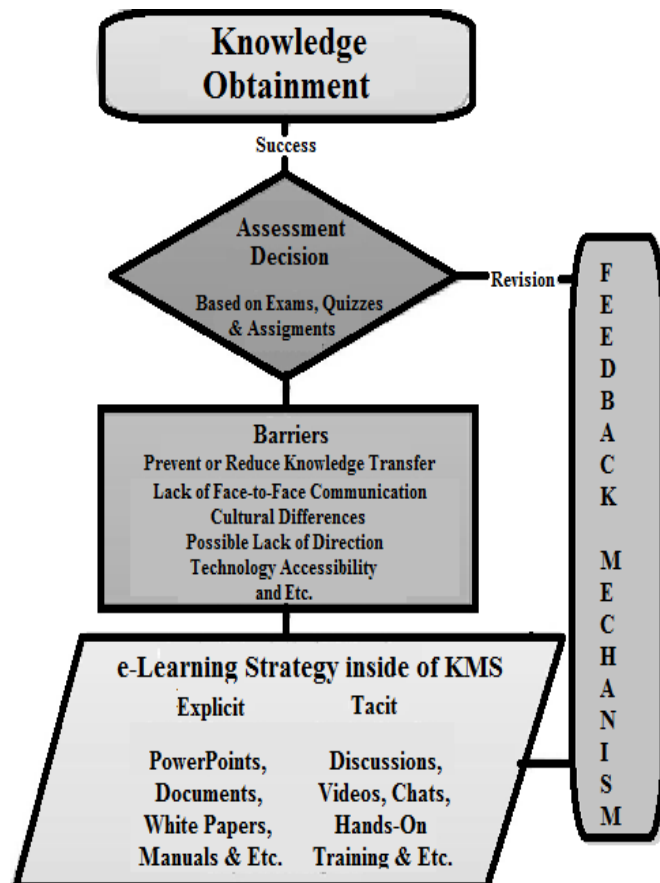 Knowledge
Obtainment
Success
Assessment
Decision
Based on Exams, Quizzes
& Assigments
Revision
Barriers
Prevent or Reduce Knowledge Transfer
Lack of Face-to-Face Communication
Cultural Differences
Possible Lack of Direction
Technology Accessibility
and Etc.
e-Learning Strategy inside of KMS
Explicit
PowerPoints,
Documents,
White Papers,
Manuals & Etc.
Tacit
Discussions,
Videos, Chats,
Hands-On
Training & Etc.
FEEDBACK MECHANISM